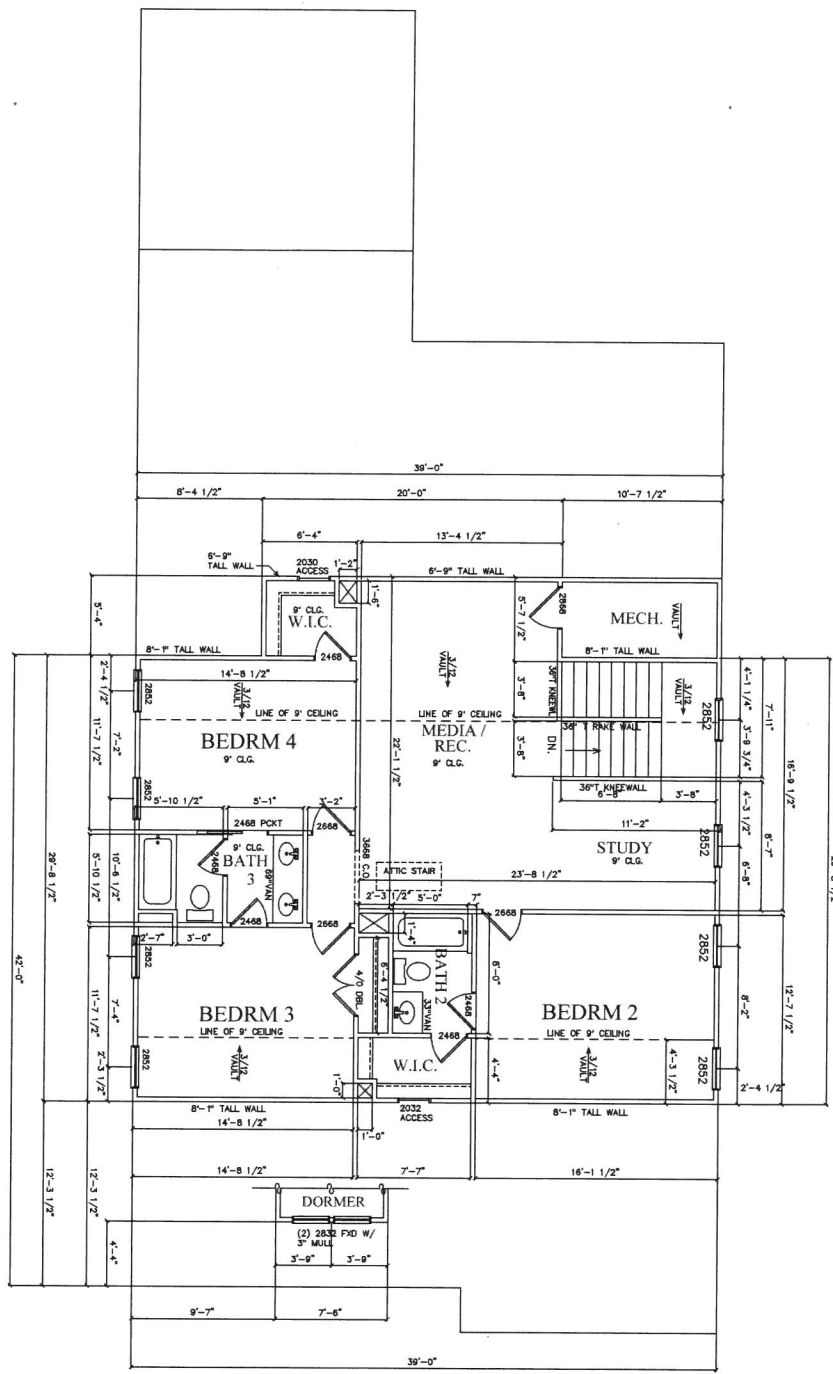 39'-0"
8'-4 1/2"
20'-0"
10'-7 1/2"
6'-4"
13'-4 1/2"
6'-9"
TALL WALL
2030
ACCESS
1'-2"
6'-9" TALL WALL
1'-6"
5'-4"
9' CLG.
W.I.C.
5'-7 1/2"
2868
MECH.
VAULT
8'-1" TALL WALL
2468
8'-1" TALL WALL
2'-4 1/2"
14'-8 1/2"
2852
3/12
VAULT
3/12
VAULT
3'-8"
36"T KNEEWL
3/12
VAULT
2852
4'-1 1/4"
7'-11"
LINE OF 9' CEILING
LINE OF 9' CEILING
36" T RAKE WALL
11'-7 1/2"
7'-2"
BEDRM 4
9' CLG.
MEDIA /
REC.
9' CLG.
22'-1 1/2"
3'-8"
DN.
3'-9 3/4"
16'-9 1/2"
2852
36"T KNEEWALL
6'-8"
3'-8"
5'-10 1/2"
5'-1"
3'-2"
4'-3 1/2"
11'-2"
2468 PCKT
2668
8'-7"
29'-8 1/2"
5'-10 1/2"
10'-6 1/2"
9' CLG.
BATH
3
2468
69"VAN
3668 C.O.
ATTIC STAIR
STUDY
9' CLG.
2852
6'-8"
23'-8 1/2"
2'-3 1/2"
5'-0"
7"
2468
2668
2668
1'-4"
2'-7"
3'-0"
42'-0"
2852
6'-4 1/2"
BATH 2
8'-0"
2852
8'-2"
12'-7 1/2"
4/0 DBL.
33"VAN
2468
11'-7 1/2"
7'-4"
BEDRM 3
LINE OF 9' CEILING
BEDRM 2
LINE OF 9' CEILING
2468
W.I.C.
3/12
VAULT
3/12
VAULT
4'-4"
4'-3 1/2"
2852
2852
2'-3 1/2"
1'-0"
2'-4 1/2"
8'-1" TALL WALL
2032
ACCESS
8'-1" TALL WALL
14'-8 1/2"
1'-0"
14'-8 1/2"
7'-7"
16'-1 1/2"
12'-3 1/2"
12'-3 1/2"
DORMER
(2) 2832 FXD W/
3" MULL
4'-4"
3'-9"
3'-9"
9'-7"
7'-6"
39'-0"